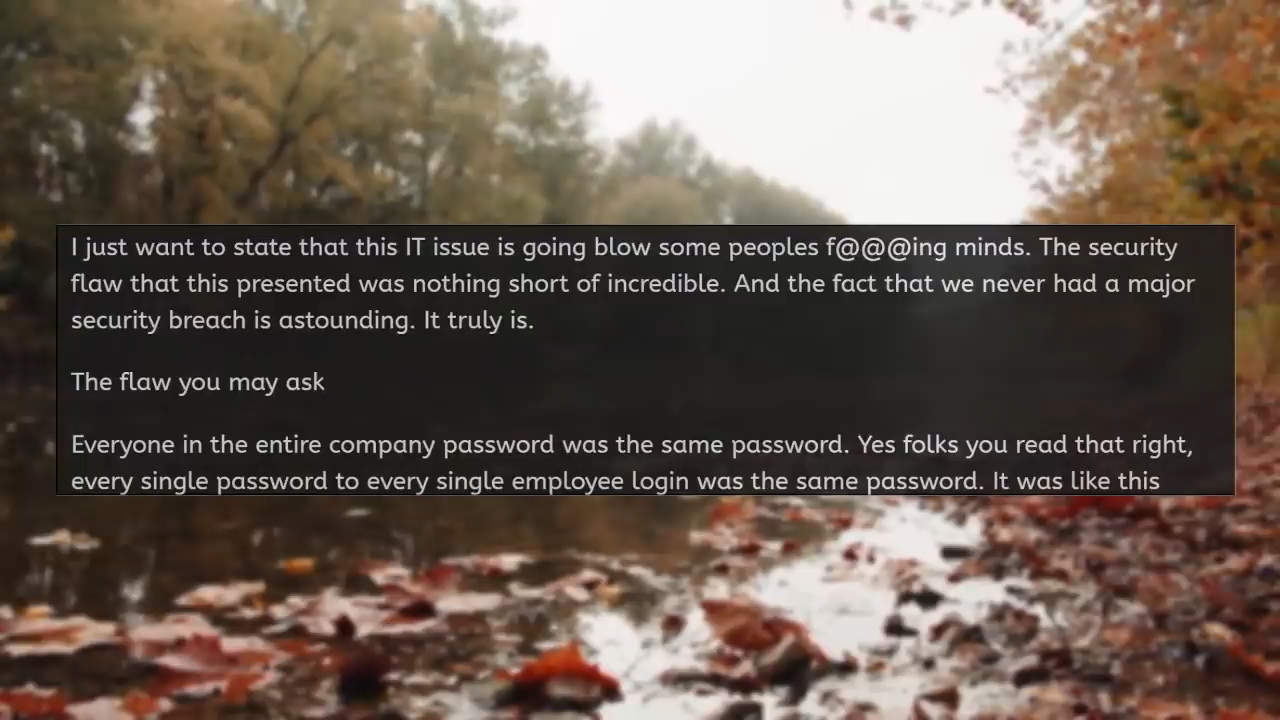 I just want to state that this IT issue is going blow some peoples f@@@ing minds. The security
flaw that this presented was nothing short of incredible. And the fact that we never had a major
security breach is astounding. It truly is.
The flaw you may ask
Everyone in the entire company password was the same password. Yes folks you read that right,
every single password to every single employee login was the same password. It was like this